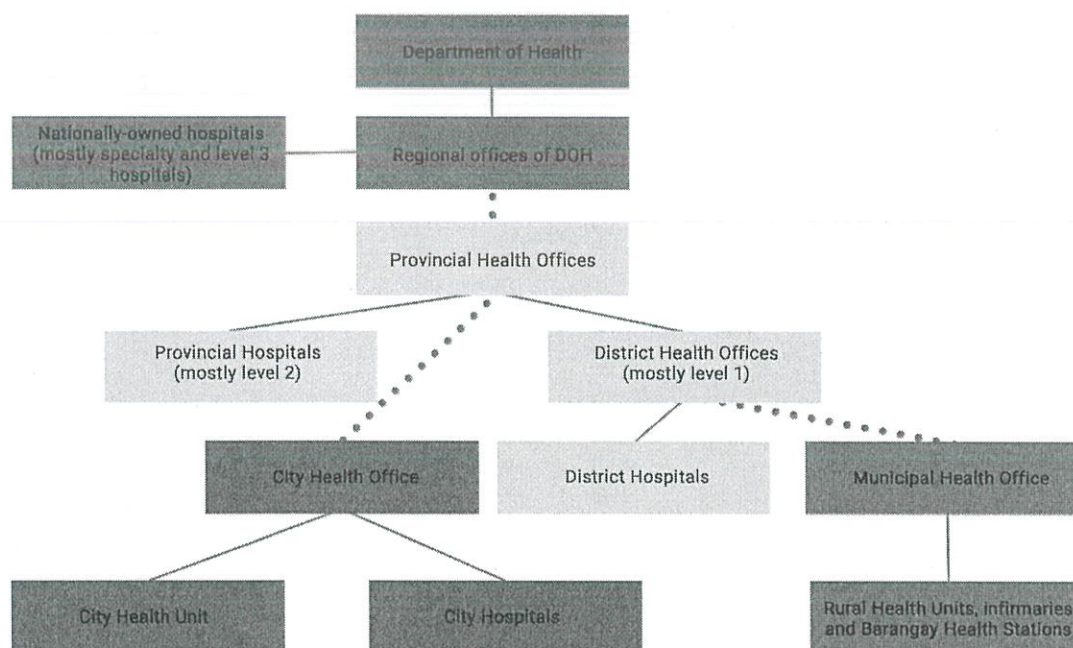 Department of Health
Nationally-owned hospitals
(mostly specialty and level 3
hospitals)
Regional offices of DOH
Provincial Health Offices
Provincial Hospitals
(mostly level 2)
District Health Offices
(mostly level 1)
City Health Office
District Hospitals
Municipal Health Office
City Health Unit
City Hospitals
Rural Health Units, infirmaries
and Barangay Health Stations